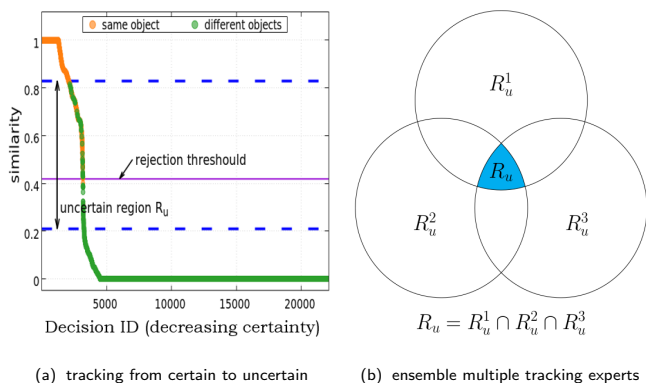 same object different objects
1
0.8
0.6
0.4
0.2
0
similarity
rejection threshould
uncertain region R_u
5000 10000 15000 20000
Decision ID (decreasing certainty)
(a) tracking from certain to uncertain
R_u^1
R_u
R_u^2 R_u^3
R_u = R_u^1 ∩ R_u^2 ∩ R_u^3
(b) ensemble multiple tracking experts